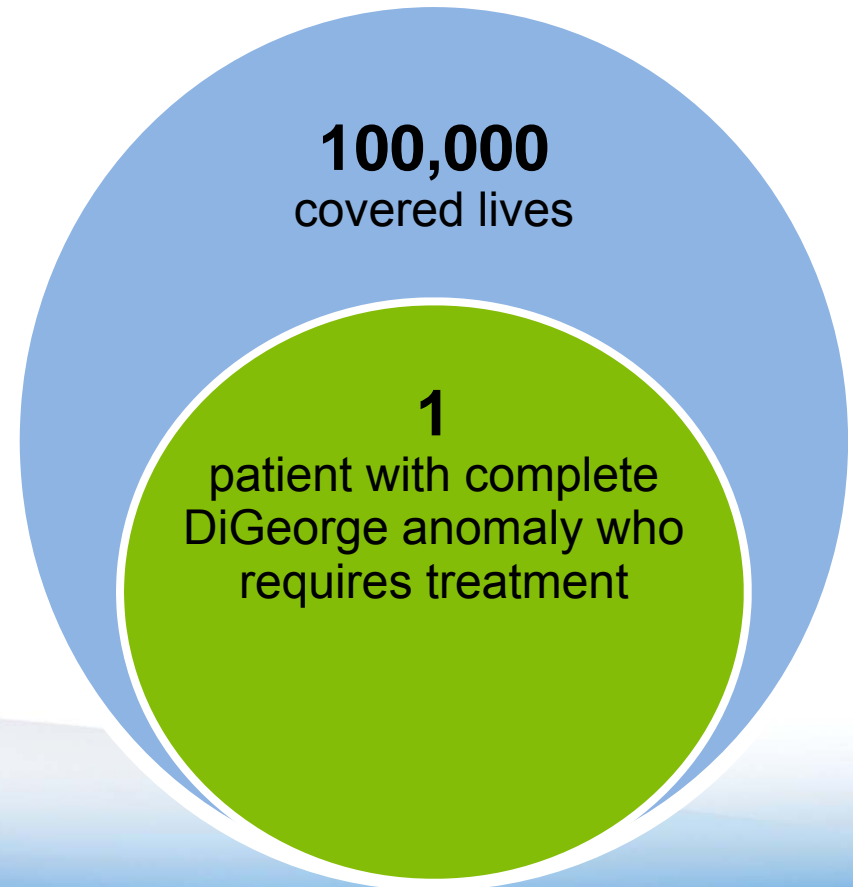 100,000
covered lives
1
patient with complete
DiGeorge anomaly who
requires treatment